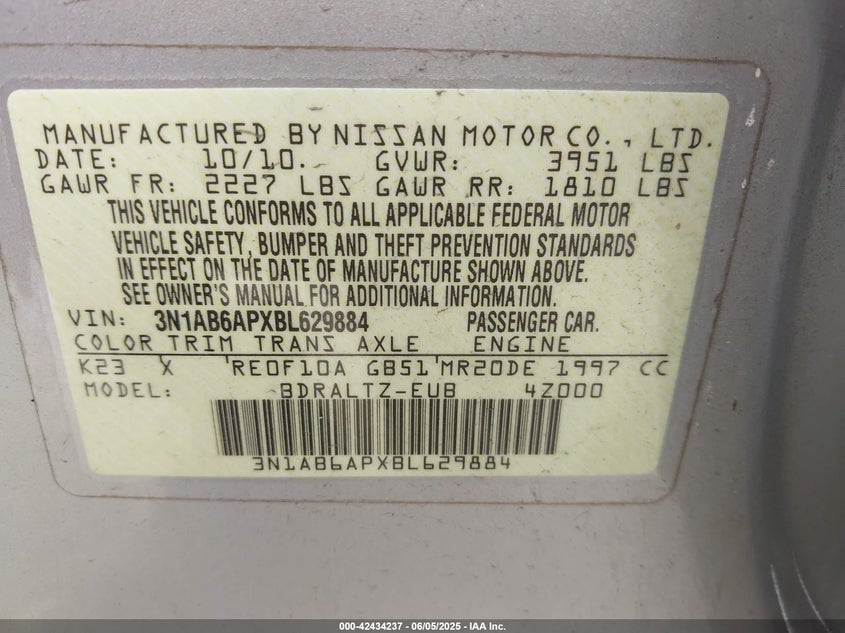 MANUFACTURED BY NISSAN MOTOR CO., LTD.
DATE: 10/10. GVWR: 3951 LBS
GAWR FR: 2227 LBS GAWR RR: 1810 LBS
THIS VEHICLE CONFORMS TO ALL APPLICABLE FEDERAL MOTOR
VEHICLE SAFETY, BUMPER AND THEFT PREVENTION STANDARDS
IN EFFECT ON THE DATE OF MANUFACTURE SHOWN ABOVE.
SEE OWNER'S MANUAL FOR ADDITIONAL INFORMATION.
VIN: 3N1AB6APXBL629884 PASSENGER CAR.
COLOR TRIM TRANS AXLE ENGINE
K23 X RE0F10A GB51 MR20DE 1997 CC
MODEL: BDRALTZ-EUB 4Z000
3N1AB6APXBL629884
000-42434237 - 06/05/2025 - IAA Inc.